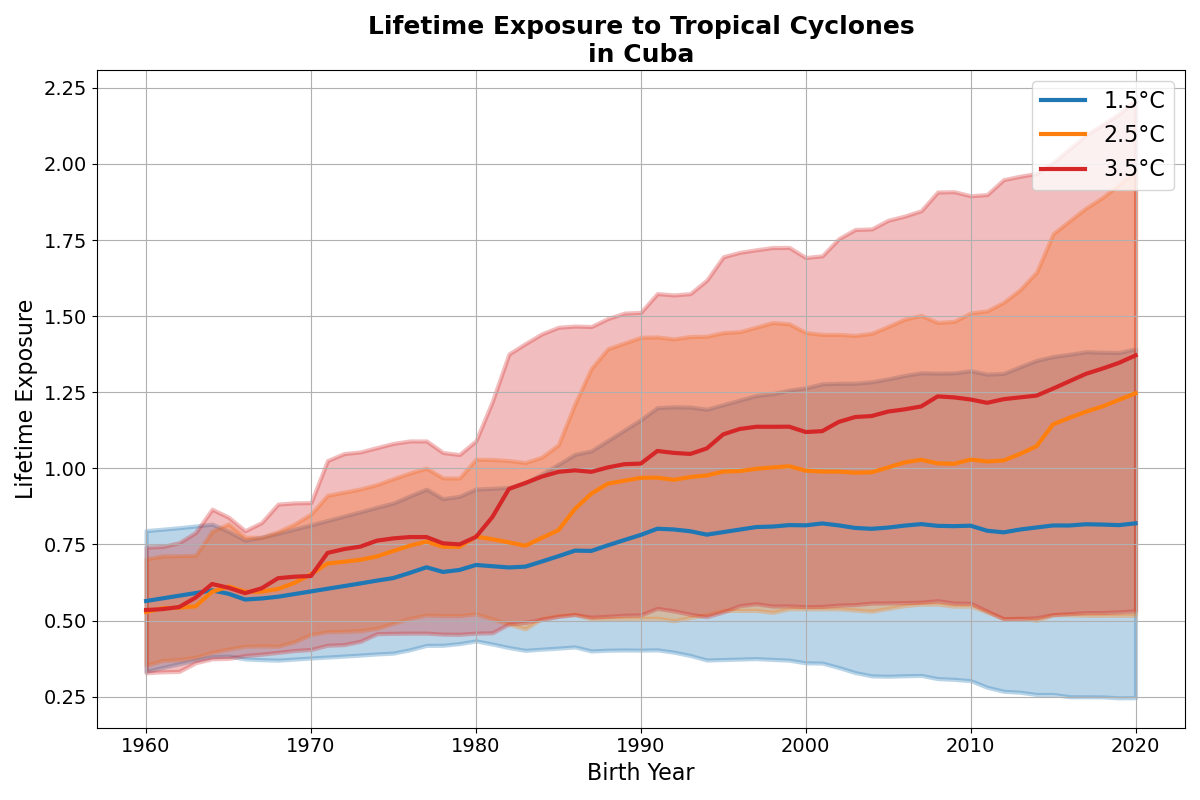 Lifetime Exposure to Tropical Cyclones
in Cuba
Lifetime Exposure
2.25
2.00
1.75
1.50
1.25
1.00
0.75
0.50
0.25
1.5°C
2.5°C
3.5°C
1960
1970
1980
1990
2000
2010
2020
Birth Year